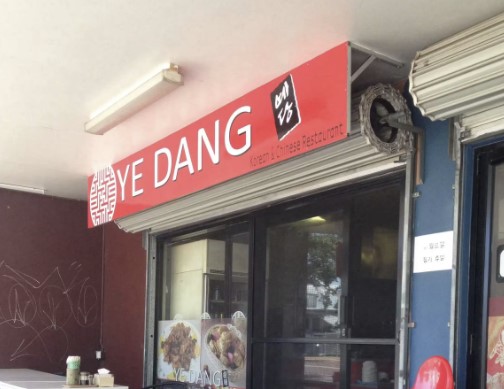 YE DANG
예당
Korean & Chinese Restaurant
YE DANG